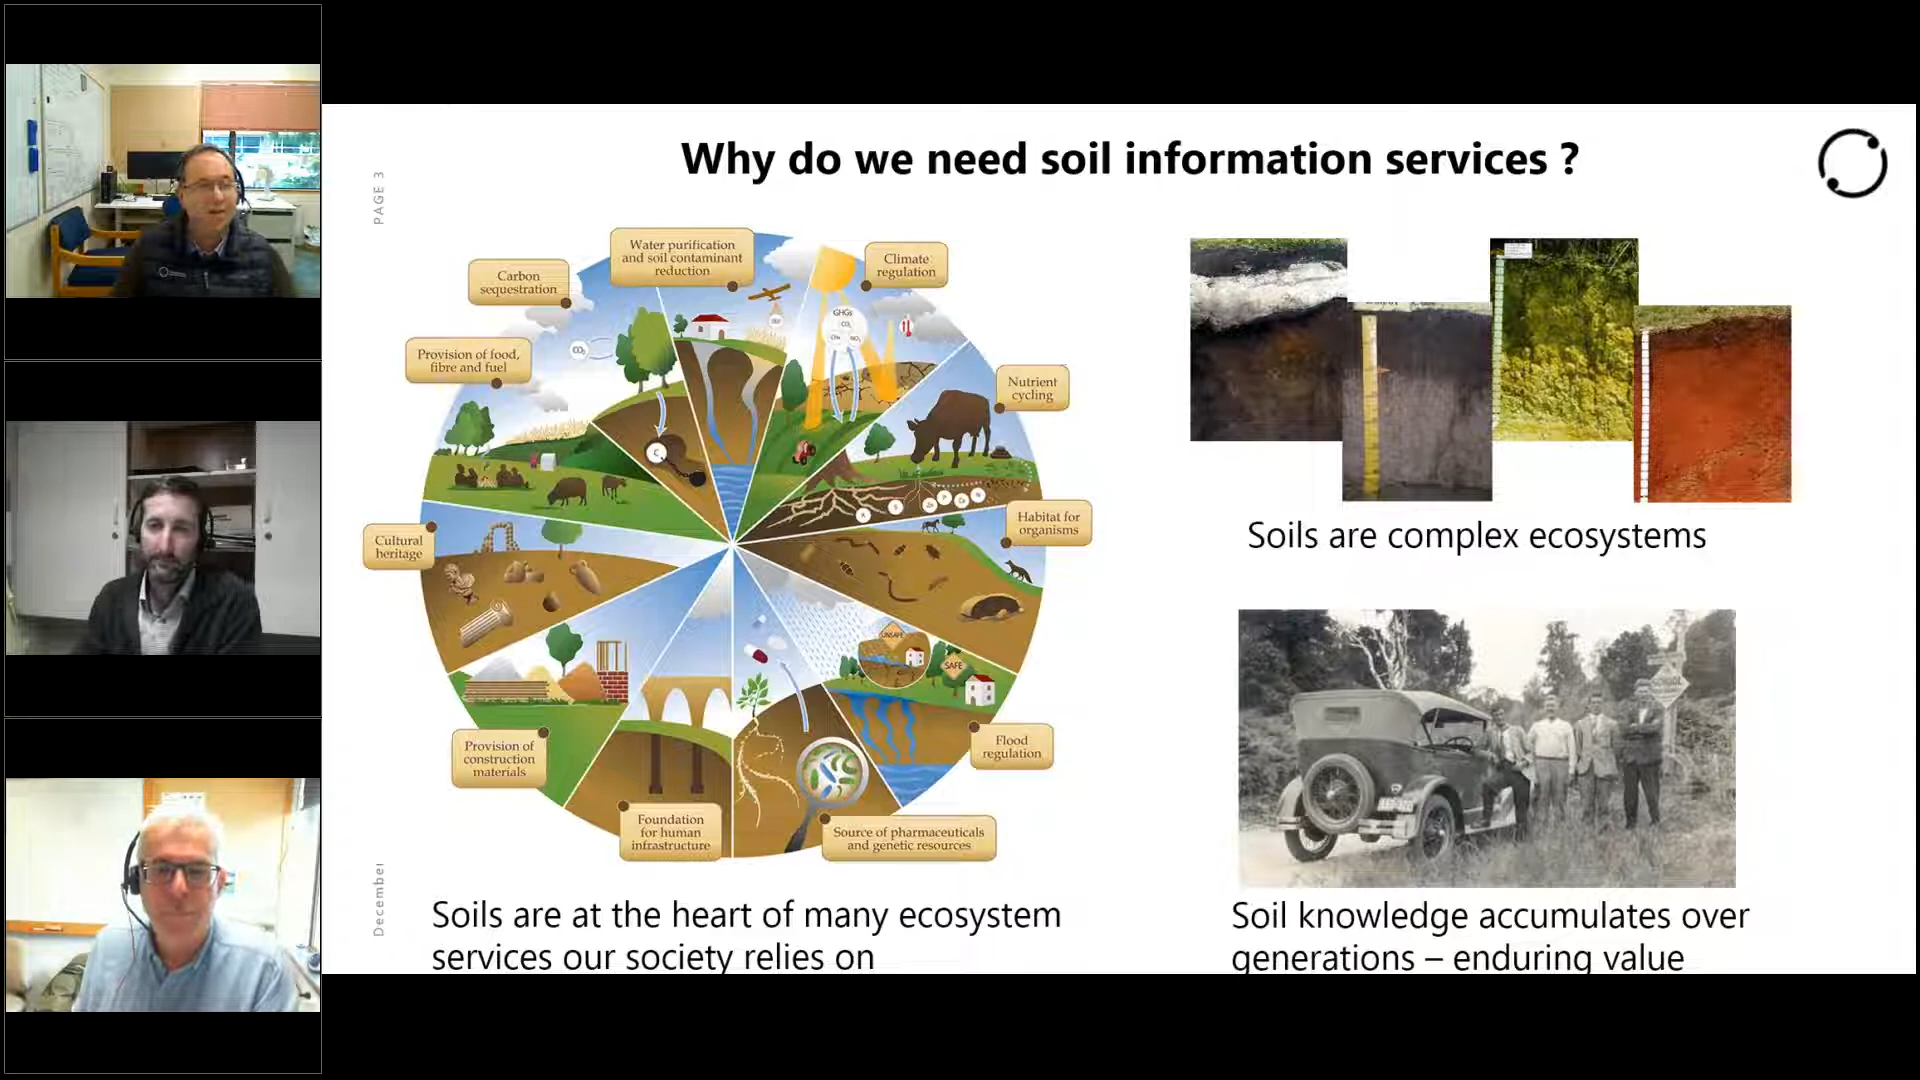 Why do we need soil information services ?
PAGE 3
Water purification
and soil contaminant
reduction
Climate
regulation
Carbon
sequestration
GHGs
CO₂
Provision of food,
fibre and fuel
CO₂
Nutrient
cycling
C
Habitat for
organisms
Cultural
heritage
Soils are complex ecosystems
UNSAFE
SAFE
Provision of
construction
materials
Flood
regulation
Foundation
for human
infrastructure
Source of pharmaceuticals
and genetic resources
December
Soils are at the heart of many ecosystem
services our society relies on
Soil knowledge accumulates over
generations – enduring value